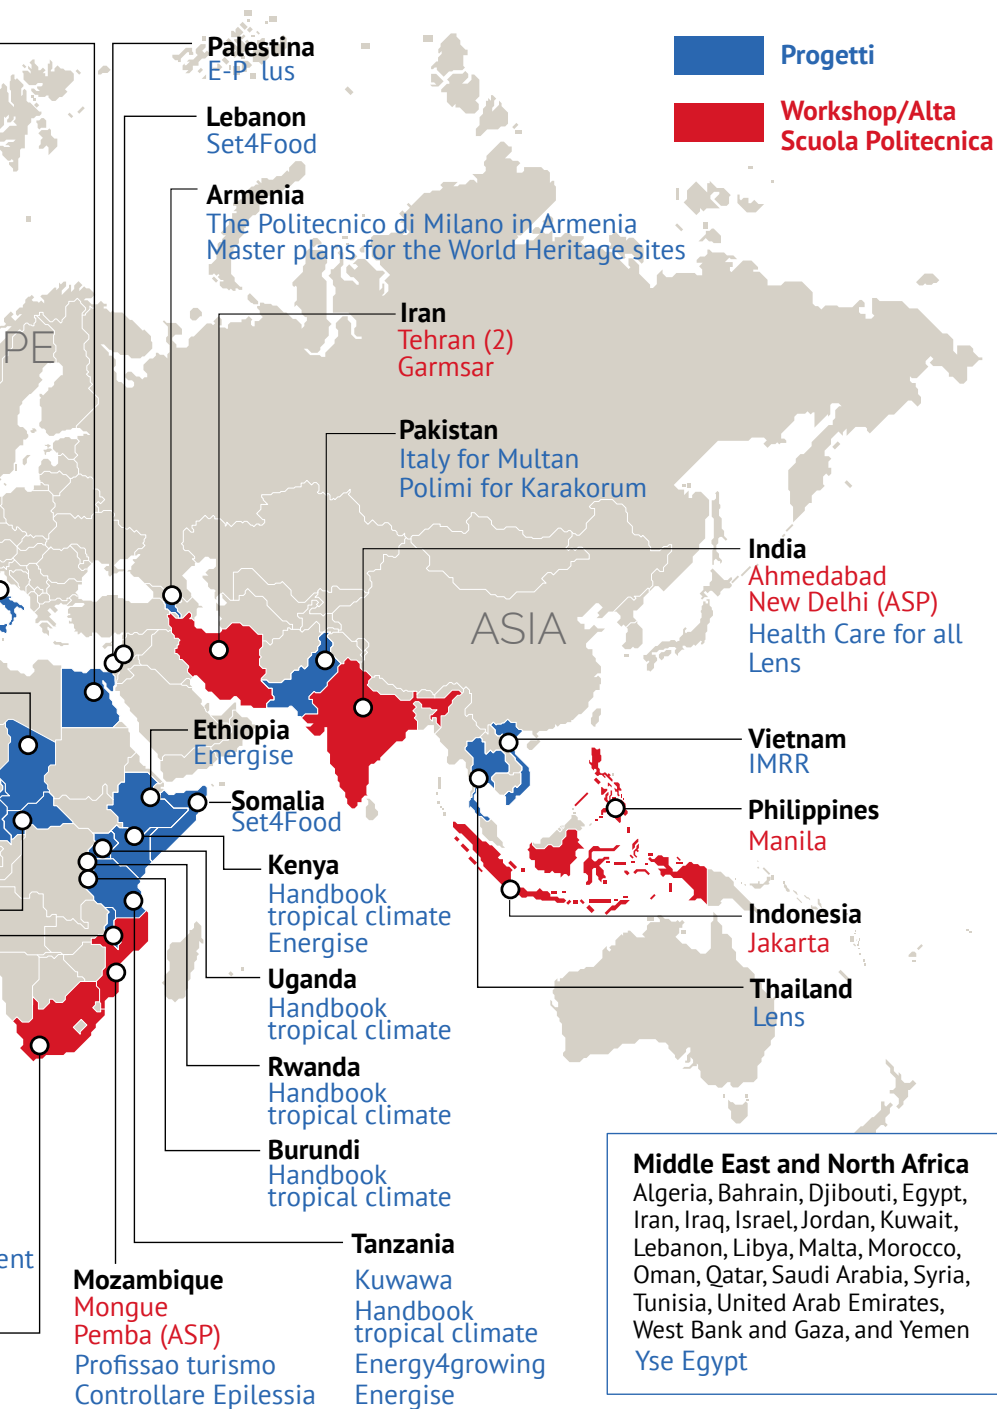 Palestina
E-P lus
Lebanon
Set4Food
Armenia
The Politecnico di Milano in Armenia
Master plans for the World Heritage sites
Iran
Tehran (2)
Garmsar
Pakistan
Italy for Multan
Polimi for Karakorum
Progetti
Workshop/Alta
Scuola Politecnica
PE
ASIA
India
Ahmedabad
New Delhi (ASP)
Health Care for all
Lens
Vietnam
IMRR
Philippines
Manila
Indonesia
Jakarta
Thailand
Lens
Ethiopia
Energise
Somalia
Set4Food
Kenya
Handbook
tropical climate
Energise
Uganda
Handbook
tropical climate
Rwanda
Handbook
tropical climate
Burundi
Handbook
tropical climate
Tanzania
Kuwawa
Handbook
tropical climate
Energy4growing
Energise
ent
Mozambique
Mongue
Pemba (ASP)
Profissao turismo
Controllare Epilessia
Middle East and North Africa
Algeria, Bahrain, Djibouti, Egypt,
Iran, Iraq, Israel, Jordan, Kuwait,
Lebanon, Libya, Malta, Morocco,
Oman, Qatar, Saudi Arabia, Syria,
Tunisia, United Arab Emirates,
West Bank and Gaza, and Yemen
Yse Egypt